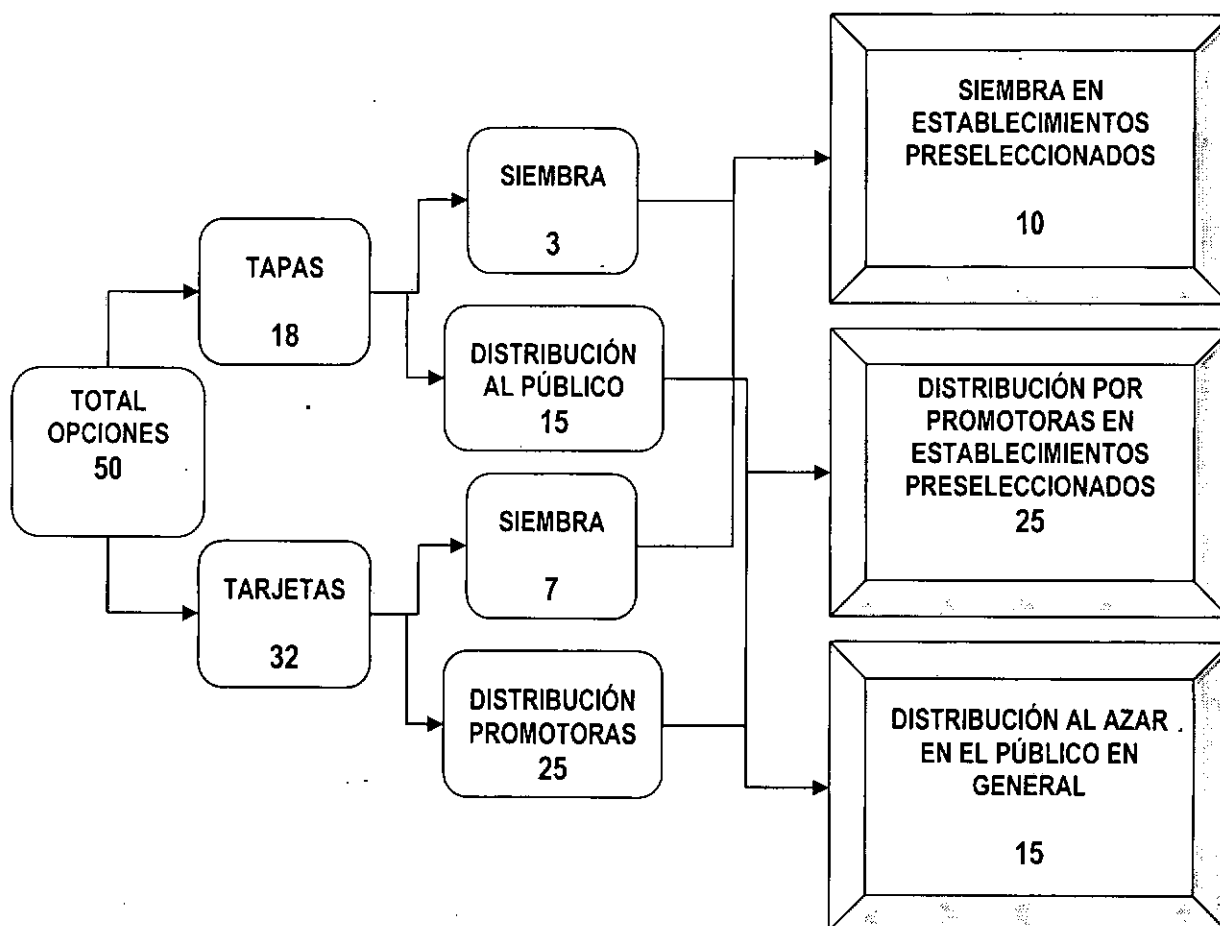 TOTAL
OPCIONES
50
TAPAS
18
TARJETAS
32
SIEMBRA
3
DISTRIBUCIÓN
AL PÚBLICO
15
SIEMBRA
7
DISTRIBUCIÓN
PROMOTORAS
25
SIEMBRA EN
ESTABLECIMIENTOS
PRESELECCIONADOS
10
DISTRIBUCIÓN POR
PROMOTORAS EN
ESTABLECIMIENTOS
PRESELECCIONADOS
25
DISTRIBUCIÓN AL AZAR
EN EL PÚBLICO EN
GENERAL
15